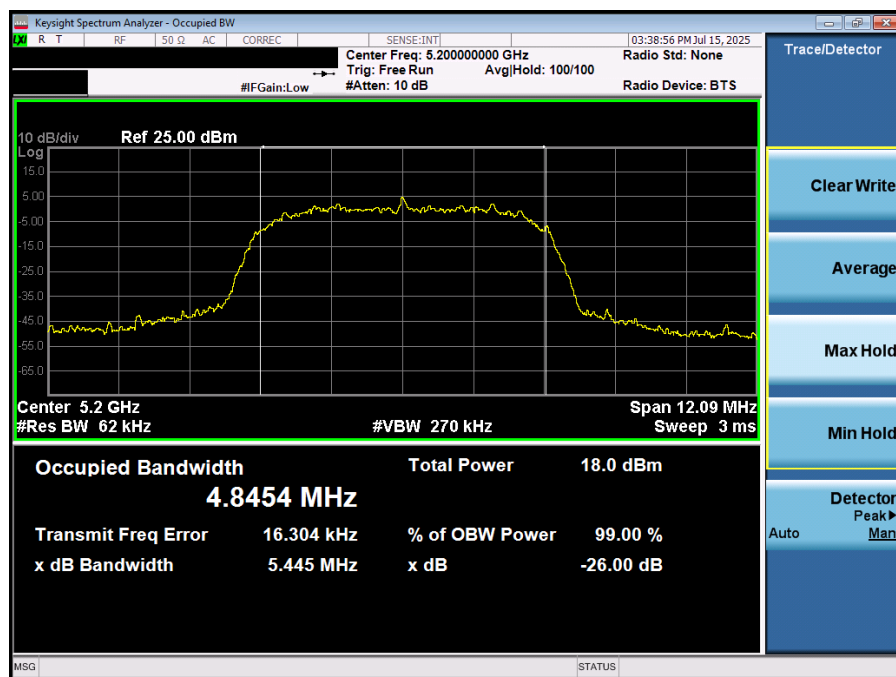 Keysight Spectrum Analyzer - Occupied BW
LXI R T RF 50 Ω AC CORREC SENSE:INT 03:38:56 PM Jul 15, 2025
Center Freq: 5.200000000 GHz Radio Std: None
Trig: Free Run Avg|Hold: 100/100
#IFGain:Low #Atten: 10 dB Radio Device: BTS
10 dB/div Ref 25.00 dBm
Log
15.0
5.00
-5.00
-15.0
-25.0
-35.0
-45.0
-55.0
-65.0
Center 5.2 GHz Span 12.09 MHz
#Res BW 62 kHz #VBW 270 kHz Sweep 3 ms
Occupied Bandwidth Total Power 18.0 dBm
4.8454 MHz
Transmit Freq Error 16.304 kHz % of OBW Power 99.00 %
x dB Bandwidth 5.445 MHz x dB -26.00 dB
MSG STATUS
Trace/Detector
Clear Write
Average
Max Hold
Min Hold
Detector
Peak▶
Auto Man